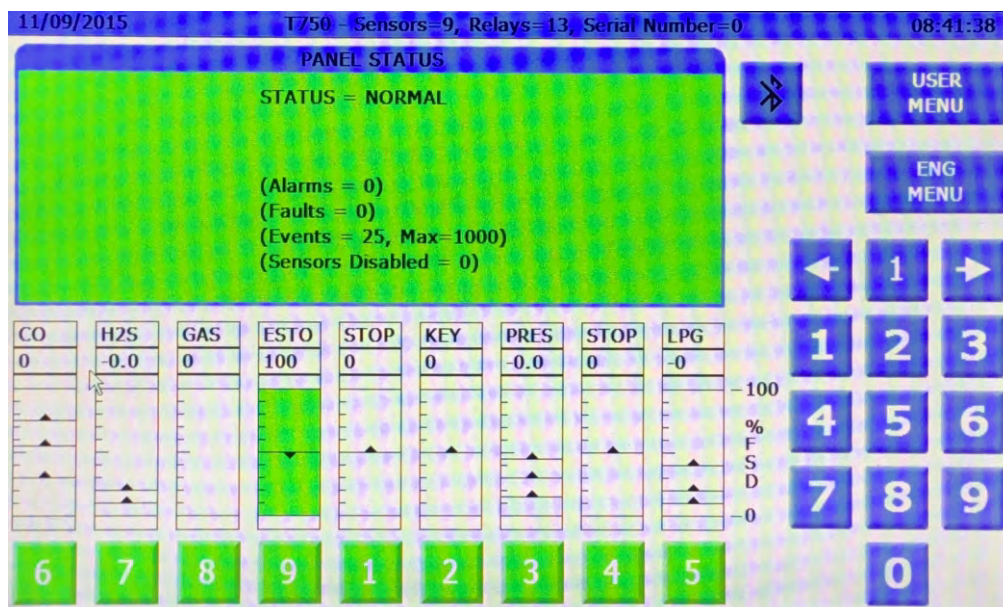 11/09/2015 T750 - Sensors=9, Relays=13, Serial Number=0 08:41:38
PANEL STATUS
STATUS = NORMAL
(Alarms = 0)
(Faults = 0)
(Events = 25, Max=1000)
(Sensors Disabled = 0)
USER
MENU
ENG
MENU
1
CO H2S GAS ESTO STOP KEY PRES STOP LPG
0 -0.0 0 100 0 0 -0.0 0 -0
100
%
F
S
D
0
6 7 8 9 1 2 3 4 5
1 2 3
4 5 6
7 8 9
0